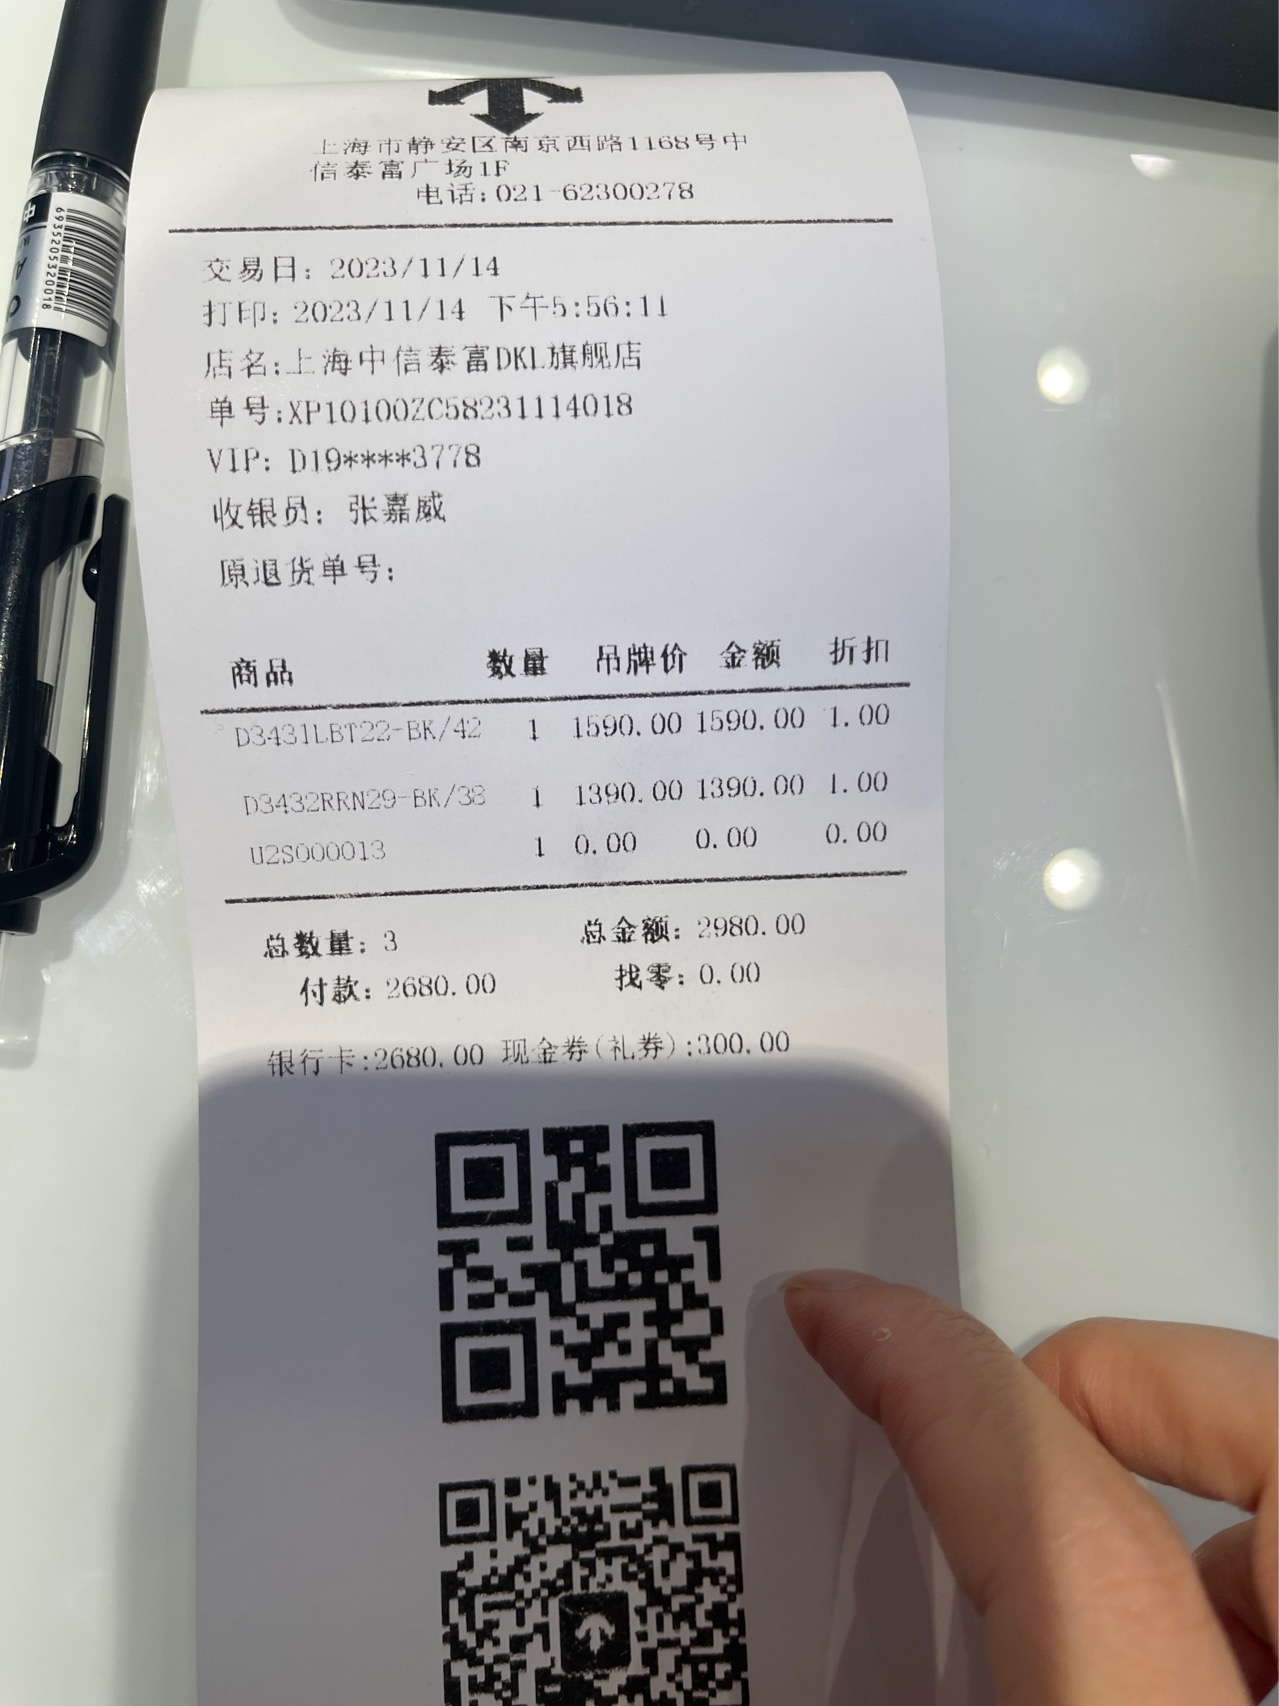 上海市静安区南京西路1168号中
信泰富广场1F
电话:021-62300278
交易日: 2023/11/14
打印: 2023/11/14 下午5:56:11
店名:上海中信泰富DKL旗舰店
单号:XP10100ZC58231114018
VIP: D19****3778
收银员: 张嘉威
原退货单号:
商品 数量 吊牌价 金额 折扣
D3431LBT22-BK/42 1 1590.00 1590.00 1.00
D3432RRN29-BK/38 1 1390.00 1390.00 1.00
U2S000013 1 0.00 0.00 0.00
总数量: 3 总金额: 2980.00
付款: 2680.00 找零: 0.00
银行卡:2680.00 现金券(礼券):300.00
6935205320018
中